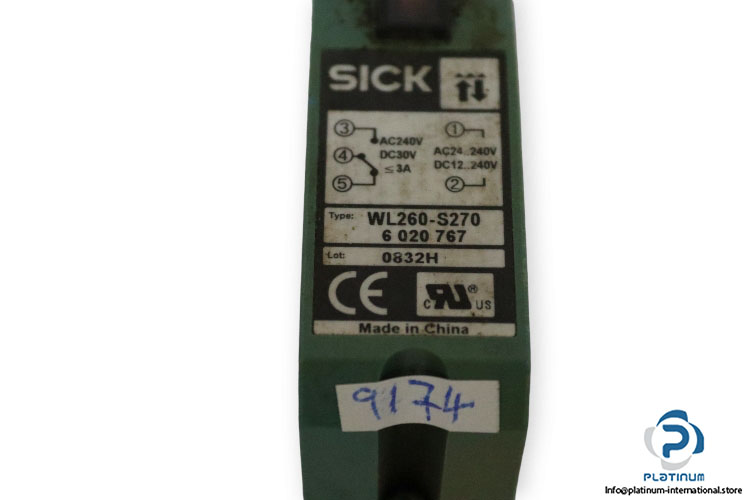 SICK
③ AC240V ① AC24..240V
④ DC30V DC12..240V
⑤ ≤ 3A ②
Type: WL260-S270
6 020 767
Lot: 0832H
CE c RU ® US
Made in China
9174
PLATINUM
Info@platinum-international.store